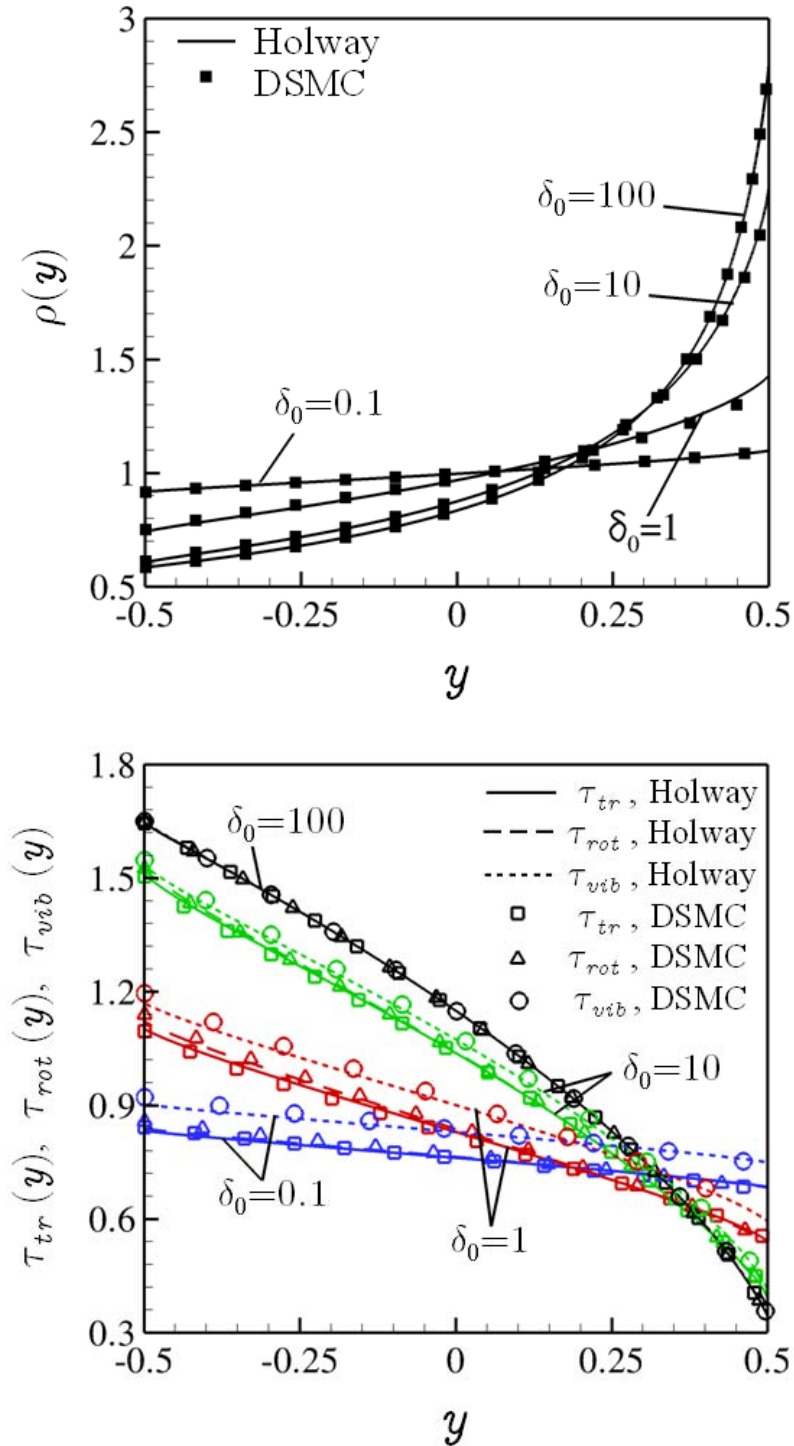 3
2.5
2
1.5
1
0.5
ρ(y)
Holway
DSMC
δ₀=100
δ₀=10
δ₀=0.1
δ₀=1
-0.5
-0.25
0
0.25
0.5
y
1.8
1.5
1.2
0.9
0.6
0.3
τtr (y), τrot (y), τvib (y)
τtr , Holway
τrot , Holway
τvib , Holway
τtr , DSMC
τrot , DSMC
τvib , DSMC
δ₀=100
δ₀=10
δ₀=0.1
δ₀=1
-0.5
-0.25
0
0.25
0.5
y